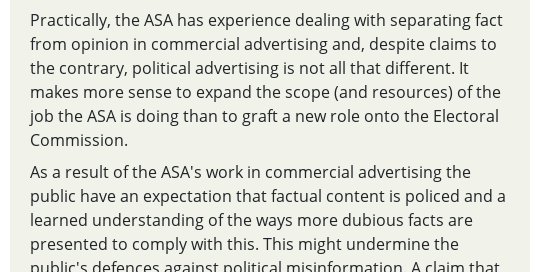 Practically, the ASA has experience dealing with separating fact
from opinion in commercial advertising and, despite claims to
the contrary, political advertising is not all that different. It
makes more sense to expand the scope (and resources) of the
job the ASA is doing than to graft a new role onto the Electoral
Commission.
As a result of the ASA's work in commercial advertising the
public have an expectation that factual content is policed and a
learned understanding of the ways more dubious facts are
presented to comply with this. This might undermine the
public's defences against political misinformation. A claim that